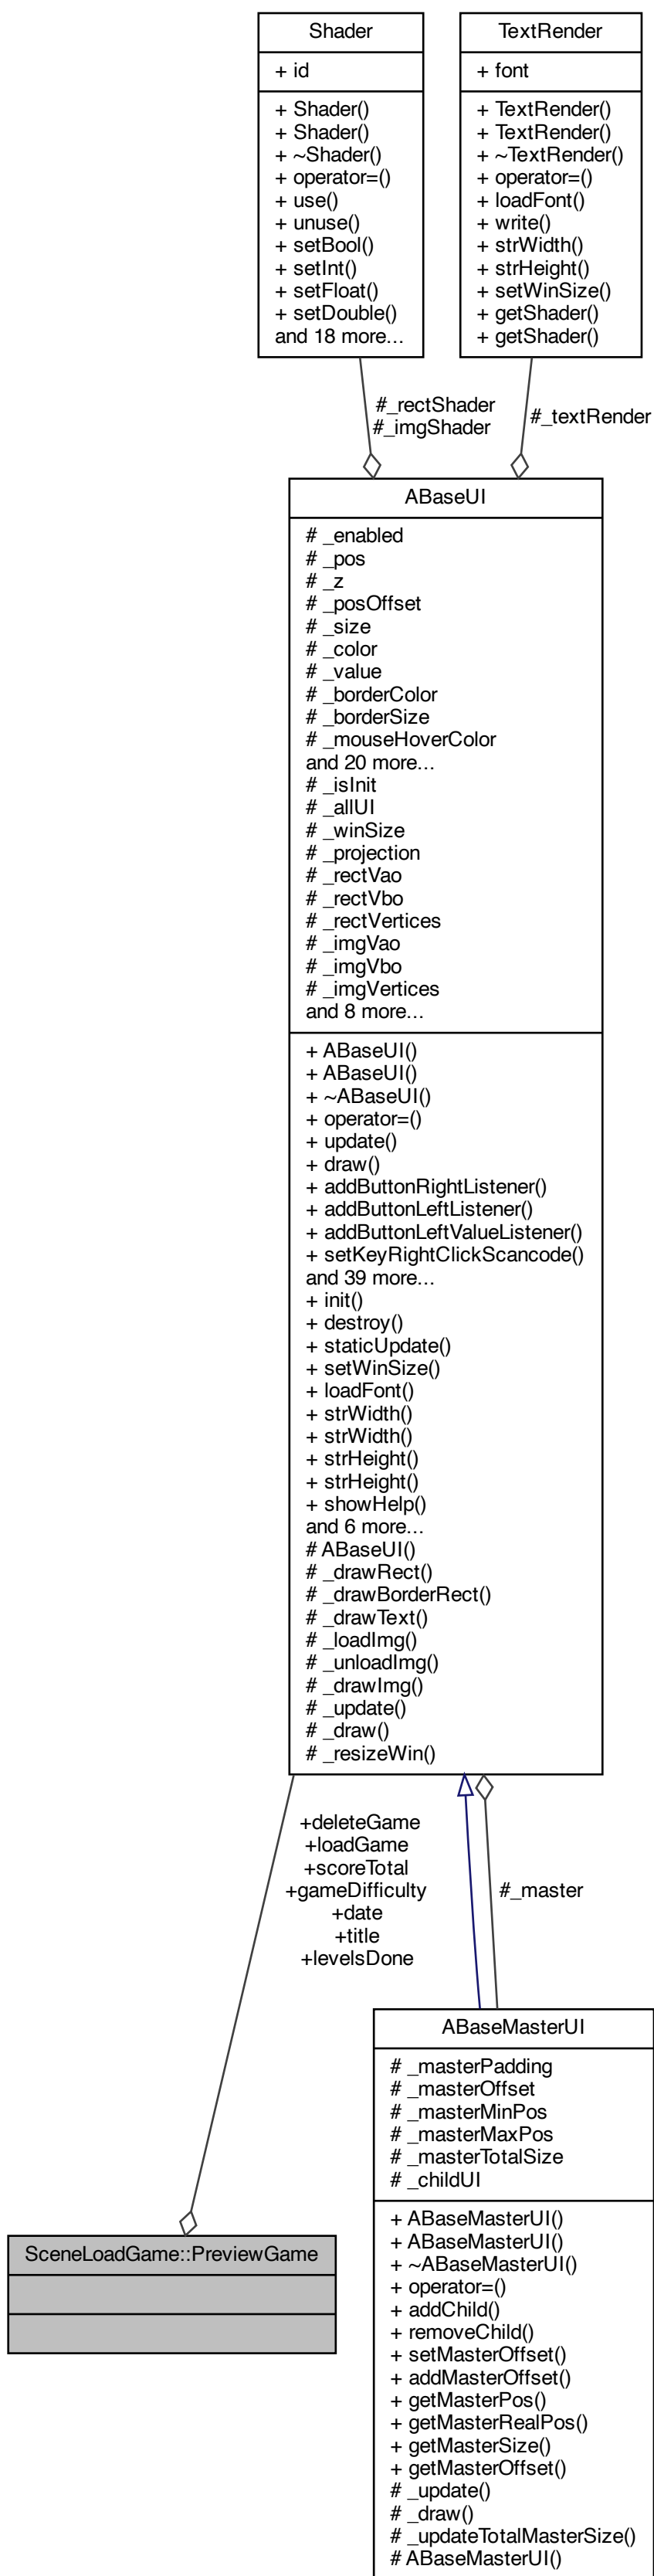 Shader
+ id
+ Shader()
+ Shader()
+ ~Shader()
+ operator=()
+ use()
+ unuse()
+ setBool()
+ setInt()
+ setFloat()
+ setDouble()
and 18 more...
TextRender
+ font
+ TextRender()
+ TextRender()
+ ~TextRender()
+ operator=()
+ loadFont()
+ write()
+ strWidth()
+ strHeight()
+ setWinSize()
+ getShader()
+ getShader()
#_rectShader
#_imgShader
#_textRender
ABaseUI
# _enabled
# _pos
# _z
# _posOffset
# _size
# _color
# _value
# _borderColor
# _borderSize
# _mouseHoverColor
and 20 more...
# _isInit
# _allUI
# _winSize
# _projection
# _rectVao
# _rectVbo
# _rectVertices
# _imgVao
# _imgVbo
# _imgVertices
and 8 more...
+ ABaseUI()
+ ABaseUI()
+ ~ABaseUI()
+ operator=()
+ update()
+ draw()
+ addButtonRightListener()
+ addButtonLeftListener()
+ addButtonLeftValueListener()
+ setKeyRightClickScancode()
and 39 more...
+ init()
+ destroy()
+ staticUpdate()
+ setWinSize()
+ loadFont()
+ strWidth()
+ strWidth()
+ strHeight()
+ strHeight()
+ showHelp()
and 6 more...
# ABaseUI()
# _drawRect()
# _drawBorderRect()
# _drawText()
# _loadImg()
# _unloadImg()
# _drawImg()
# _update()
# _draw()
# _resizeWin()
+deleteGame
+loadGame
+scoreTotal
+gameDifficulty
+date
+title
+levelsDone
#_master
ABaseMasterUI
# _masterPadding
# _masterOffset
# _masterMinPos
# _masterMaxPos
# _masterTotalSize
# _childUI
+ ABaseMasterUI()
+ ABaseMasterUI()
+ ~ABaseMasterUI()
+ operator=()
+ addChild()
+ removeChild()
+ setMasterOffset()
+ addMasterOffset()
+ getMasterPos()
+ getMasterRealPos()
+ getMasterSize()
+ getMasterOffset()
# _update()
# _draw()
# _updateTotalMasterSize()
# ABaseMasterUI()
SceneLoadGame::PreviewGame